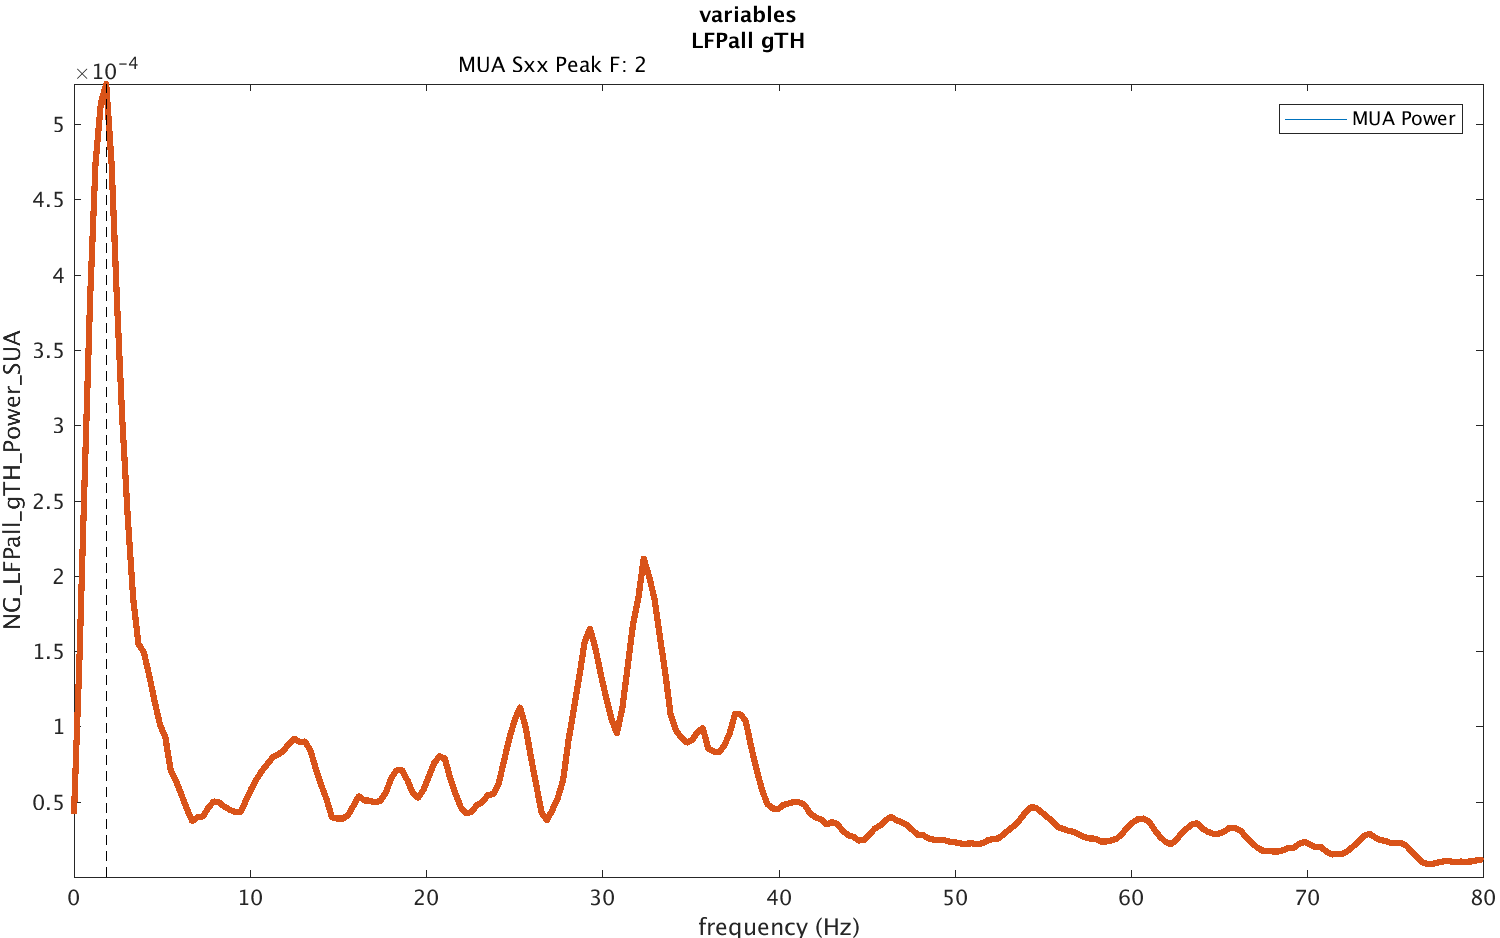 variables
LFPall gTH
MUA Sxx Peak F: 2
×10⁻⁴
MUA Power
5
4.5
4
3.5
3
2.5
2
1.5
1
0.5
NG_LFPall_gTH_Power_SUA
0 10 20 30 40 50 60 70 80
frequency (Hz)